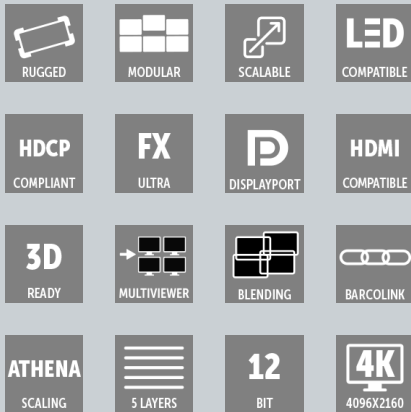 RUGGED
MODULAR
SCALABLE
LED
COMPATIBLE
HDCP
COMPLIANT
FX
ULTRA
DISPLAYPORT
HDMI
COMPATIBLE
3D
READY
MULTIVIEWER
BLENDING
BARCOLINK
ATHENA
SCALING
5 LAYERS
12
BIT
4K
4096X2160